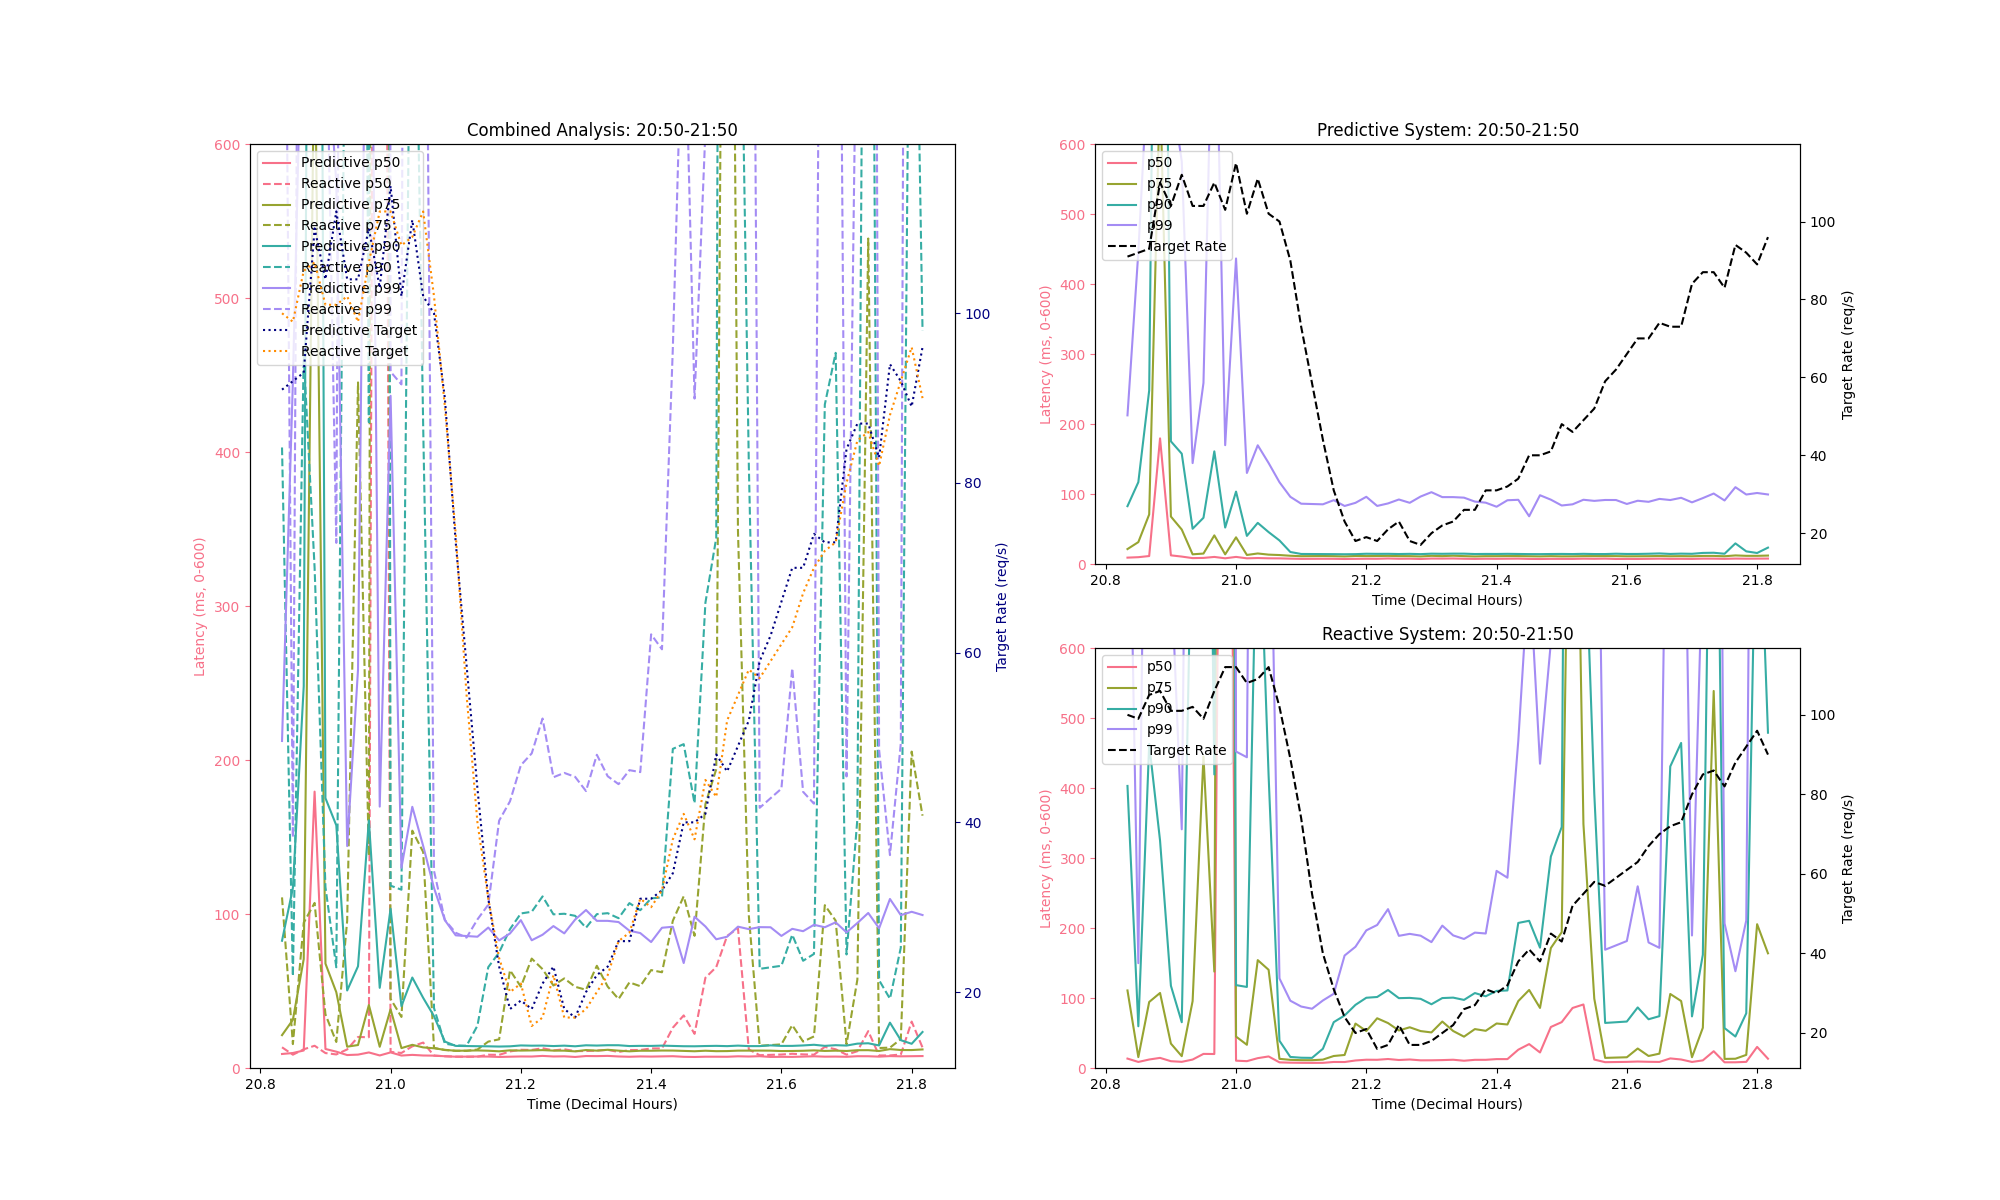 Combined Analysis: 20:50-21:50
600
500
400
300
200
100
0
Latency (ms, 0-600)
Predictive p50
Reactive p50
Predictive p75
Reactive p75
Predictive p90
Reactive p90
Predictive p99
Reactive p99
Predictive Target
Reactive Target
100
80
60
40
20
Target Rate (req/s)
20.8 21.0 21.2 21.4 21.6 21.8
Time (Decimal Hours)
Predictive System: 20:50-21:50
600
500
400
300
200
100
0
Latency (ms, 0-600)
p50
p75
p90
p99
Target Rate
100
80
60
40
20
Target Rate (req/s)
20.8 21.0 21.2 21.4 21.6 21.8
Time (Decimal Hours)
Reactive System: 20:50-21:50
600
500
400
300
200
100
0
Latency (ms, 0-600)
p50
p75
p90
p99
Target Rate
100
80
60
40
20
Target Rate (req/s)
20.8 21.0 21.2 21.4 21.6 21.8
Time (Decimal Hours)